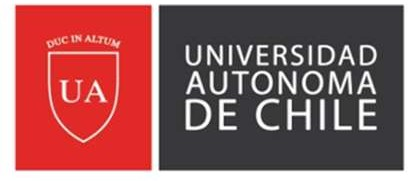 DUC IN ALTUM
UA
UNIVERSIDAD
AUTONOMA
DE CHILE